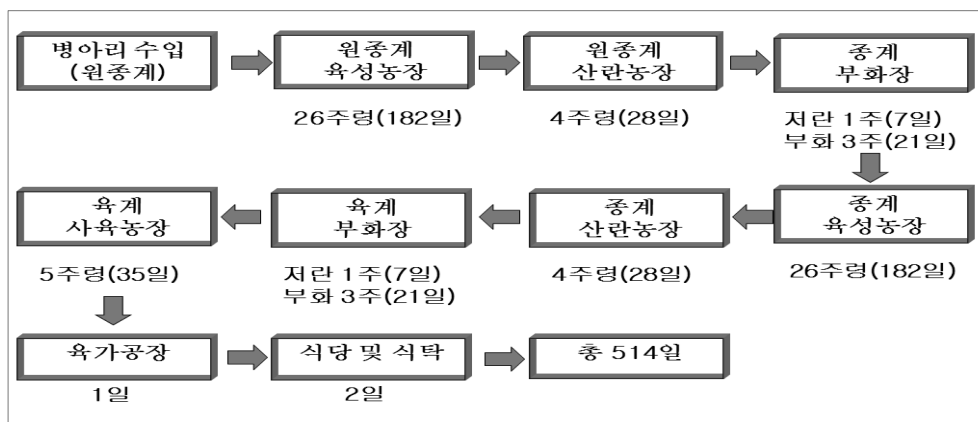 병아리 수입
(원종계)
원종계
육성농장
원종계
산란농장
종계
부화장
26주령(182일)
4주령(28일)
저란 1주(7일)
부화 3주(21일)
육계
사육농장
육계
부화장
종계
산란농장
종계
육성농장
5주령(35일)
저란 1주(7일)
부화 3주(21일)
4주령(28일)
26주령(182일)
육가공장
식당 및 식탁
총 514일
1일
2일